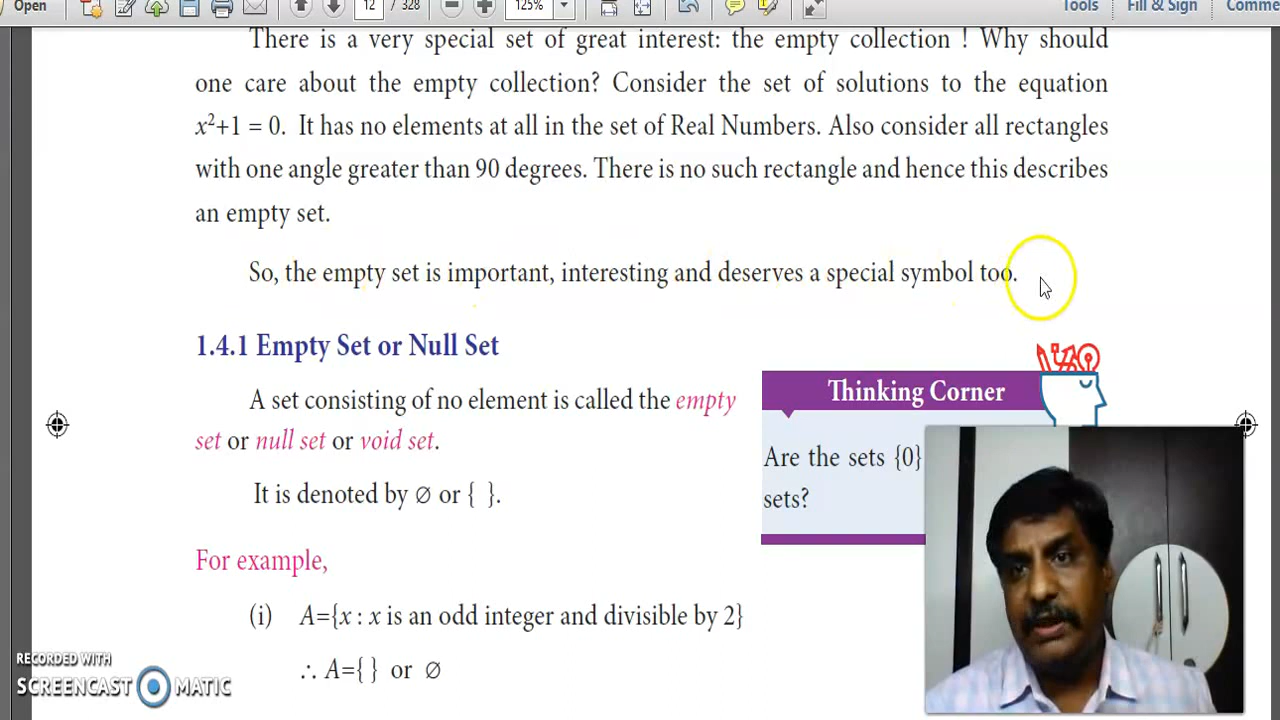 Open 12 / 328 125% Tools Fill & Sign Comme
There is a very special set of great interest: the empty collection ! Why should
one care about the empty collection? Consider the set of solutions to the equation
x²+1 = 0. It has no elements at all in the set of Real Numbers. Also consider all rectangles
with one angle greater than 90 degrees. There is no such rectangle and hence this describes
an empty set.
So, the empty set is important, interesting and deserves a special symbol too.
1.4.1 Empty Set or Null Set
A set consisting of no element is called the empty
set or null set or void set.
It is denoted by ∅ or { }.
Thinking Corner
Are the sets {0}
sets?
For example,
(i) A={x : x is an odd integer and divisible by 2}
∴ A={ } or ∅
RECORDED WITH
SCREENCAST MATIC